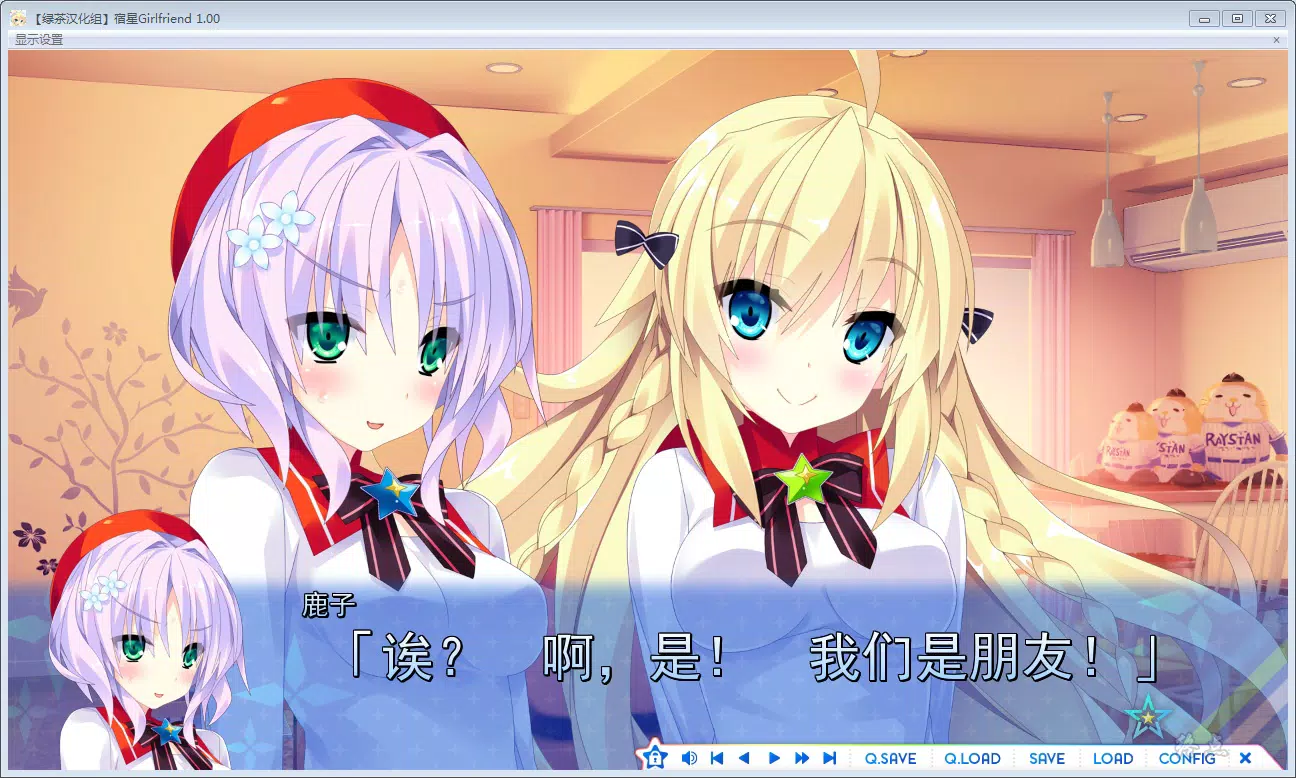 【绿茶汉化组】宿星Girlfriend 1.00
显示设置
RAYSTAN
STAN
RAYSTAN
鹿子
「诶？　啊，是！　我们是朋友！」
Q.SAVE Q.LOAD SAVE LOAD CONFIG